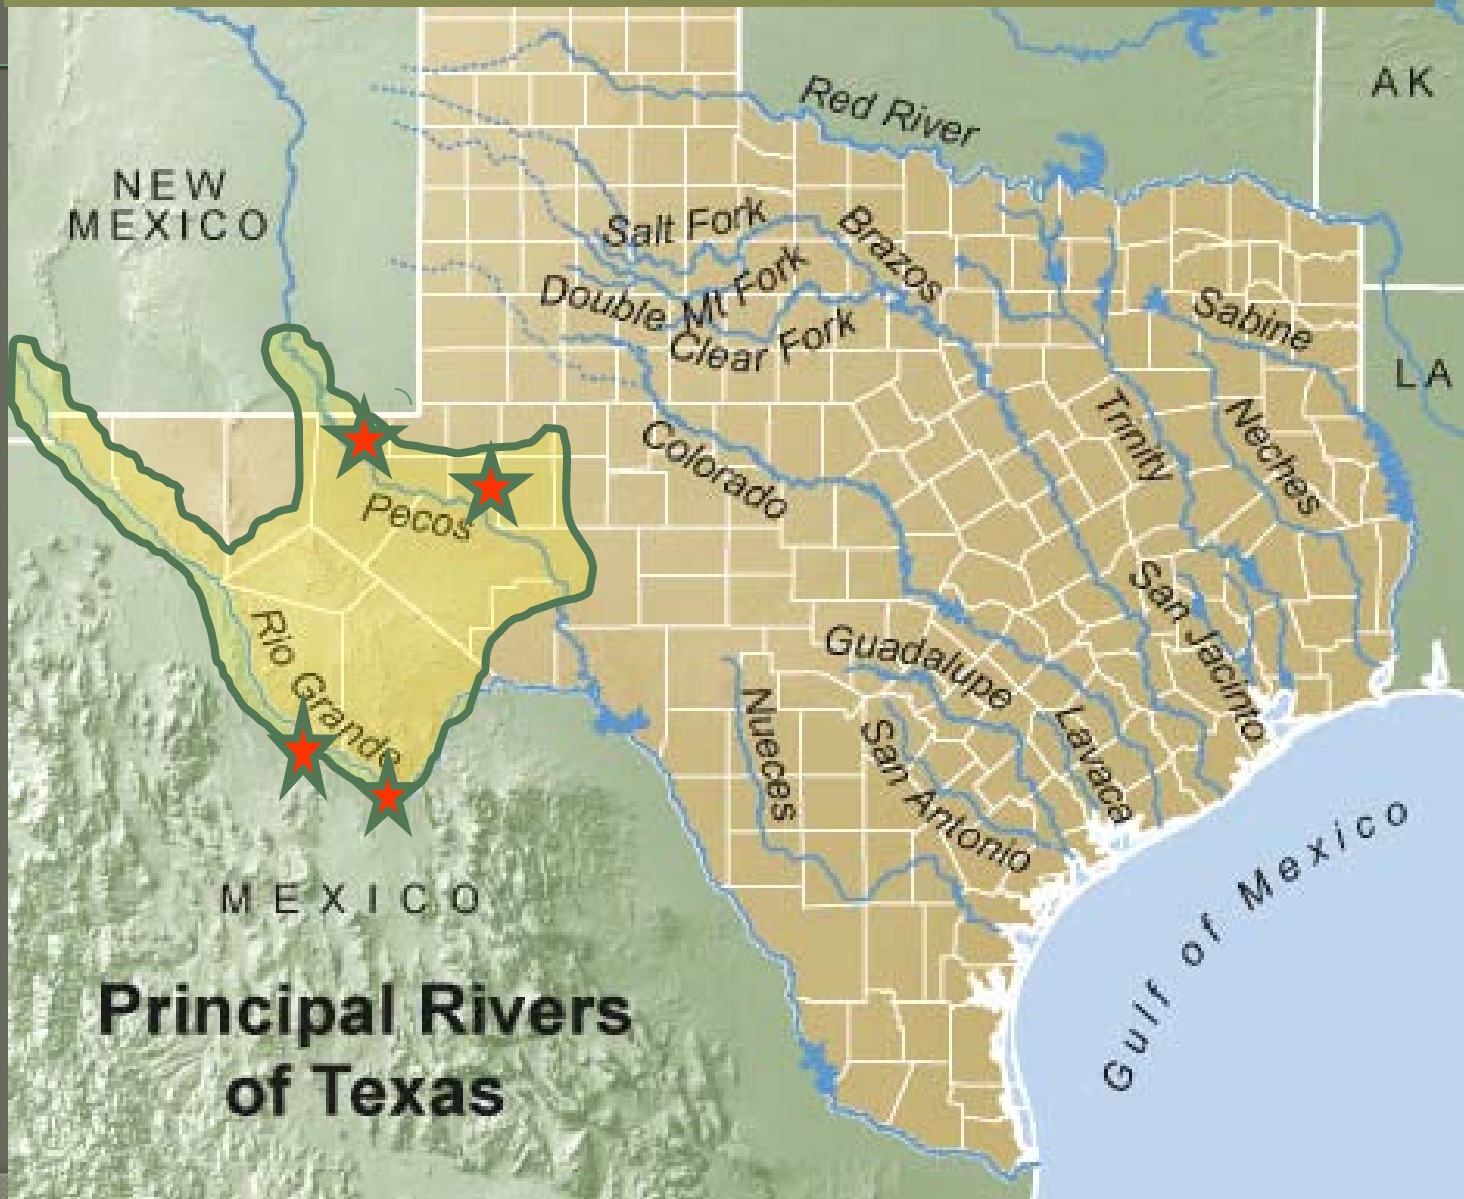 AK
Red River
NEW
MEXICO
Salt Fork
Brazos
Double Mt Fork
Clear Fork
Sabine
LA
Trinity
Neches
Colorado
Pecos
San Jacinto
Rio Grande
Guadalupe
Nueces
San Antonio
Lavaca
Gulf of Mexico
MEXICO
Principal Rivers
of Texas